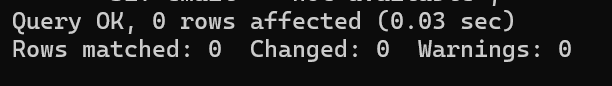 Query OK, 0 rows affected (0.03 sec)
Rows matched: 0  Changed: 0  Warnings: 0